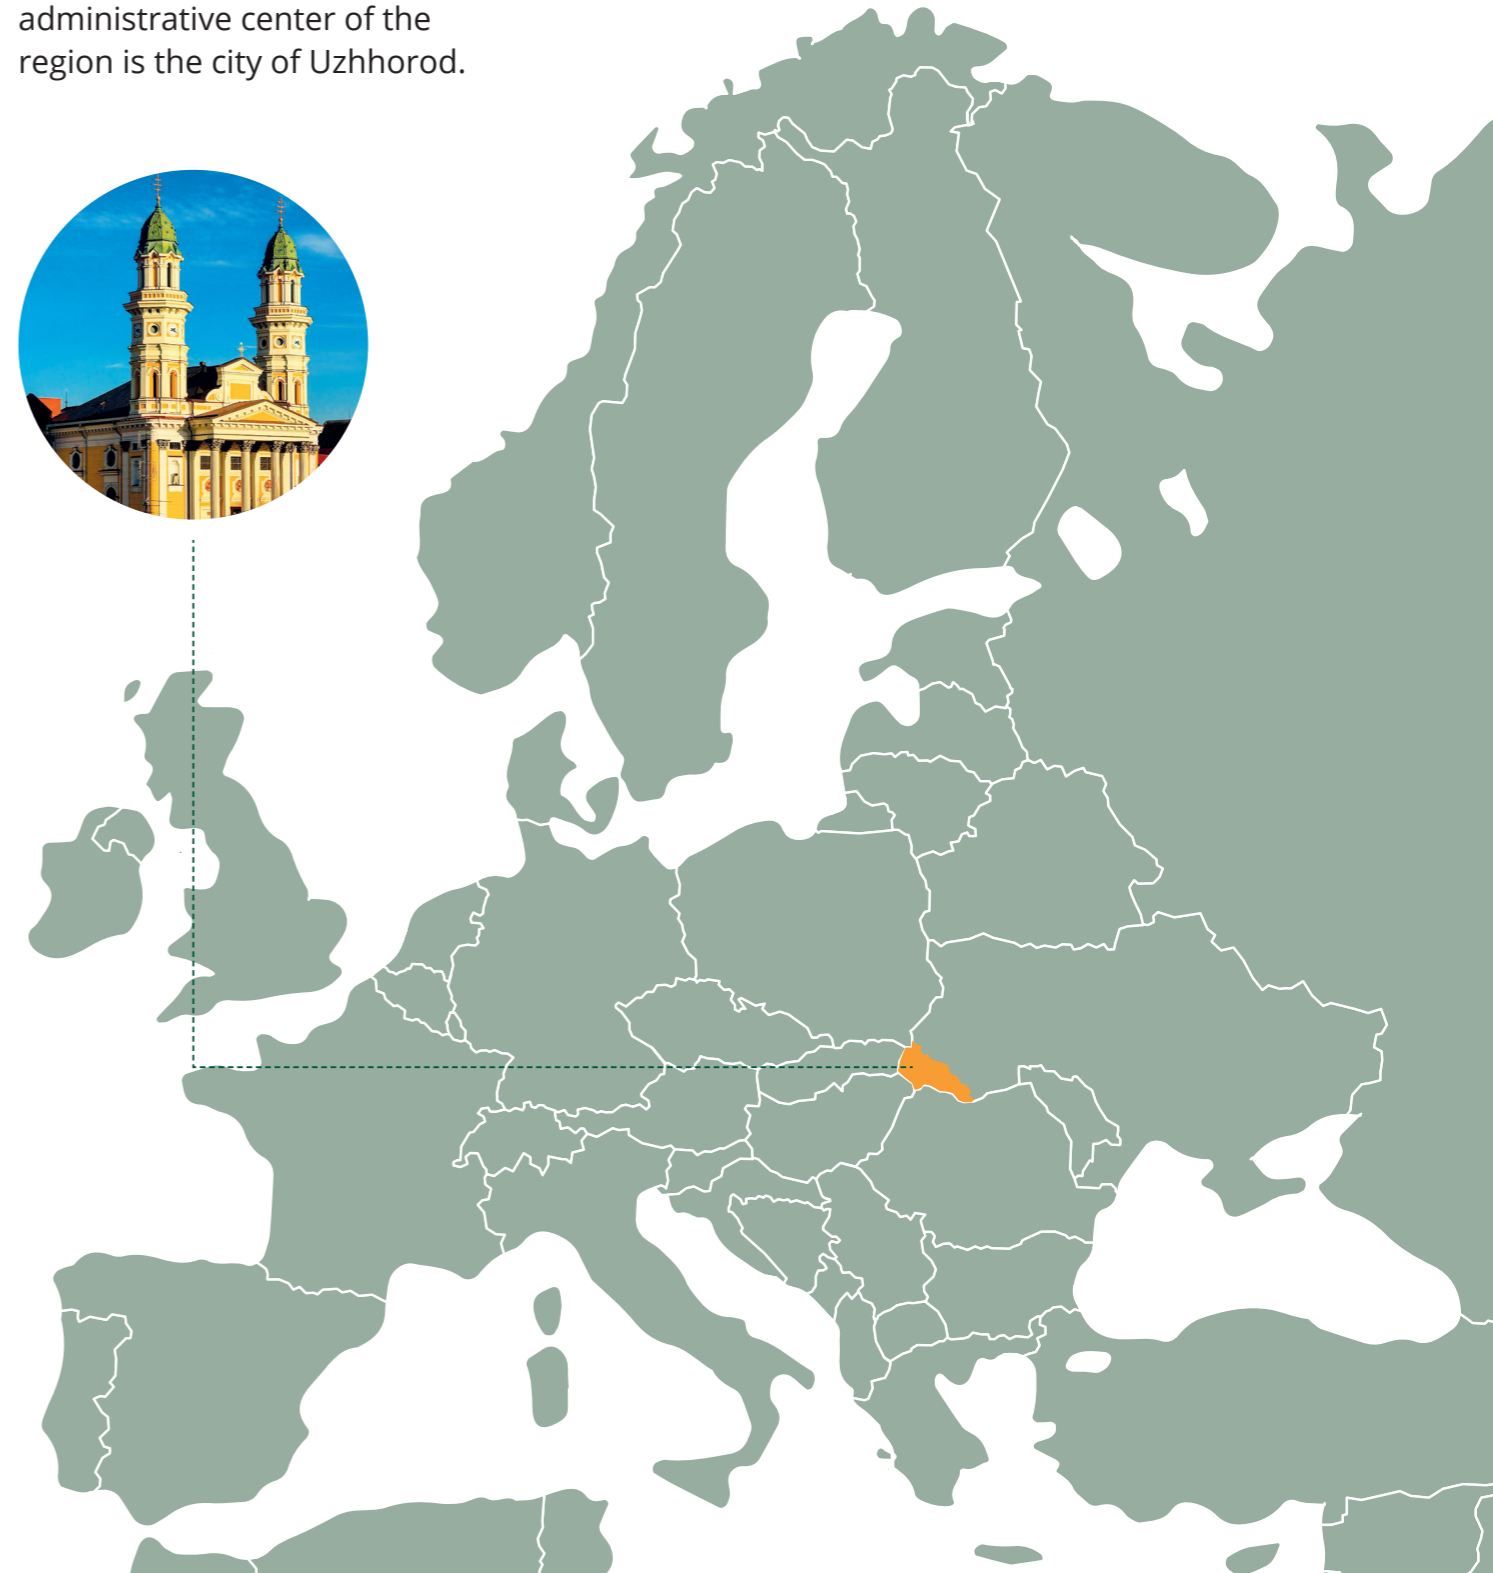 administrative center of the
region is the city of Uzhhorod.